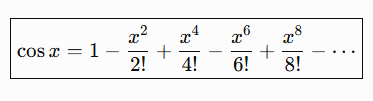 cos x = 1 − x²/2! + x⁴/4! − x⁶/6! + x⁸/8! − ⋯